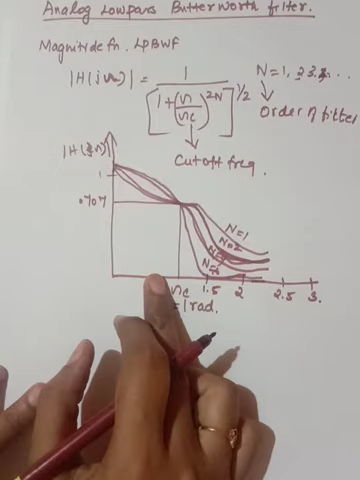 Analog Lowpass Butterworth filter.
Magnitude fn. LPBWF
|H(jΩ)| = 1 / [1+(Ω/Ωc)^2N]^1/2
N=1, 2 3, ....
Order of filter
Cutoff freq.
|H(jΩ)|
1
.707
N=1
N=2
Ωc 1.5 2 2.5 3.
=1 rad.